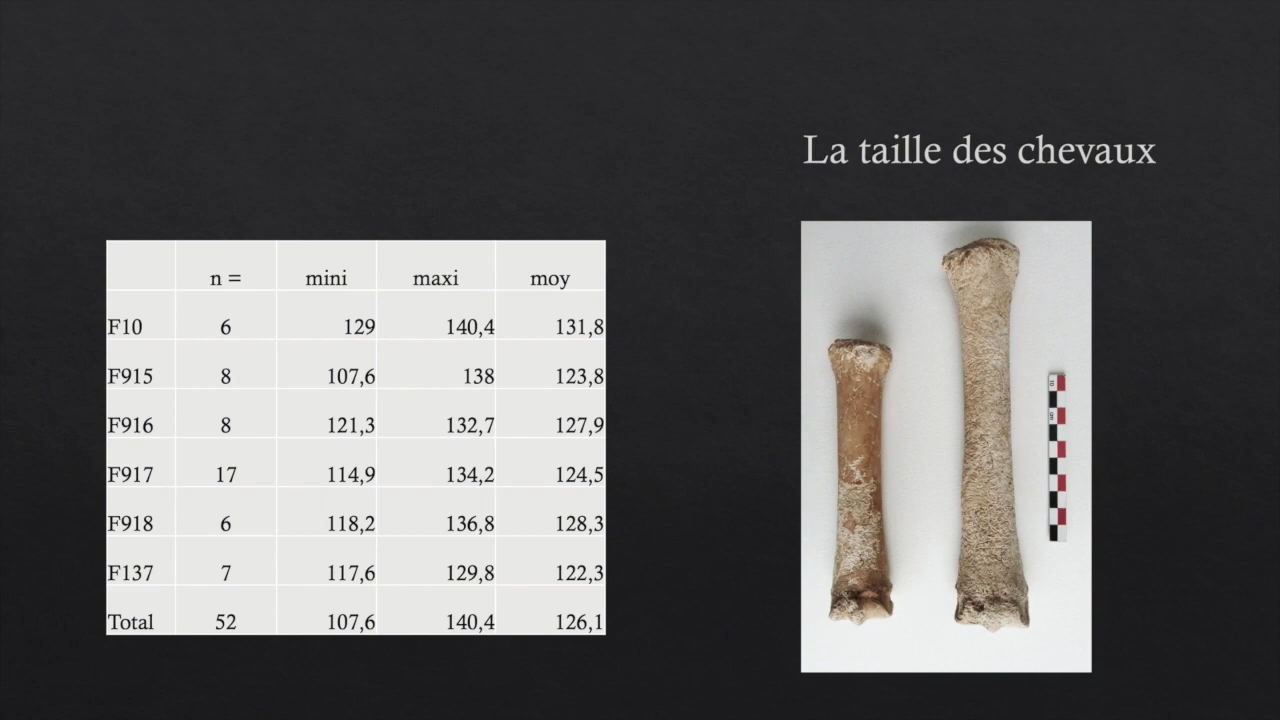 La taille des chevaux
n = mini maxi moy
F10 6 129 140,4 131,8
F915 8 107,6 138 123,8
F916 8 121,3 132,7 127,9
F917 17 114,9 134,2 124,5
F918 6 118,2 136,8 128,3
F137 7 117,6 129,8 122,3
Total 52 107,6 140,4 126,1
10
cm